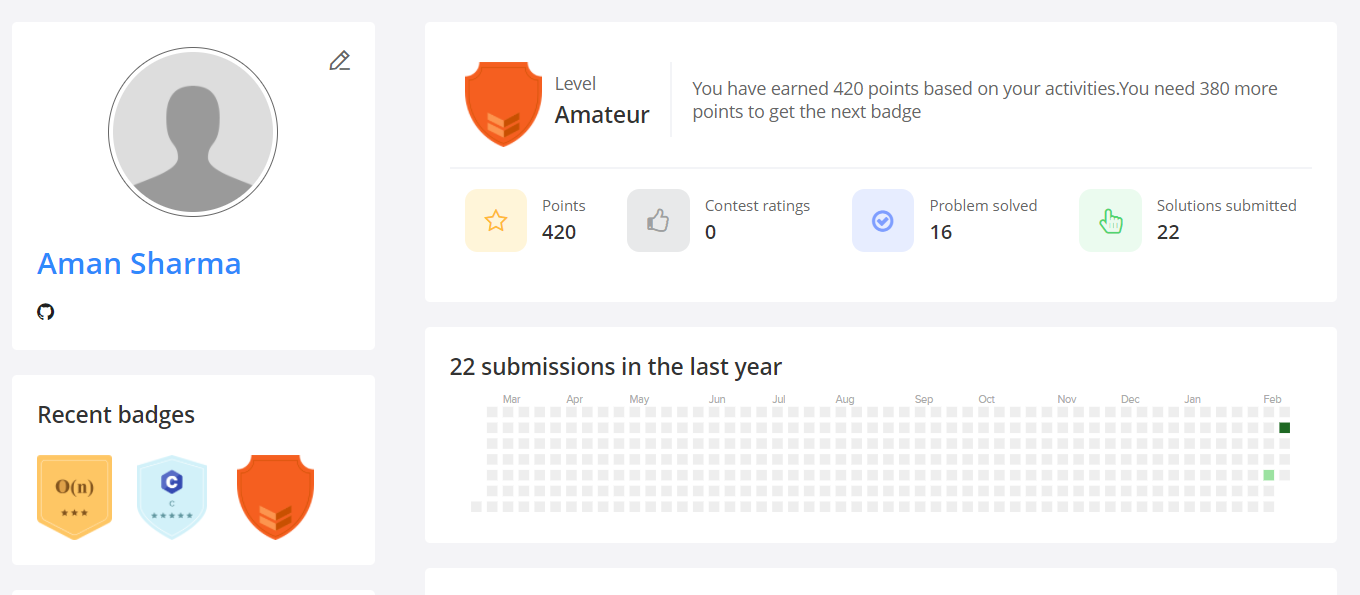 Aman Sharma
Recent badges
O(n)
C
C
Level
Amateur
You have earned 420 points based on your activities.You need 380 more
points to get the next badge
Points
420
Contest ratings
0
Problem solved
16
Solutions submitted
22
22 submissions in the last year
Mar Apr May Jun Jul Aug Sep Oct Nov Dec Jan Feb